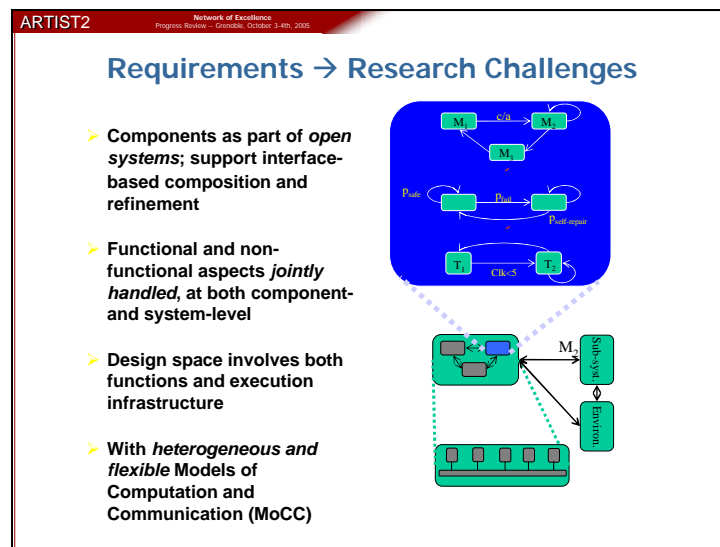 ARTIST2
Network of Excellence
Progress Review -- Grenoble, October 3-4th, 2005
Requirements → Research Challenges
Components as part of open
systems; support interface-
based composition and
refinement
Functional and non-
functional aspects jointly
handled, at both component-
and system-level
Design space involves both
functions and execution
infrastructure
With heterogeneous and
flexible Models of
Computation and
Communication (MoCC)
M1
c/a
M2
M3
Psafe
Pfail
Pself-repair
T1
Clk<5
T2
M2
Sub-syst.
Environ.